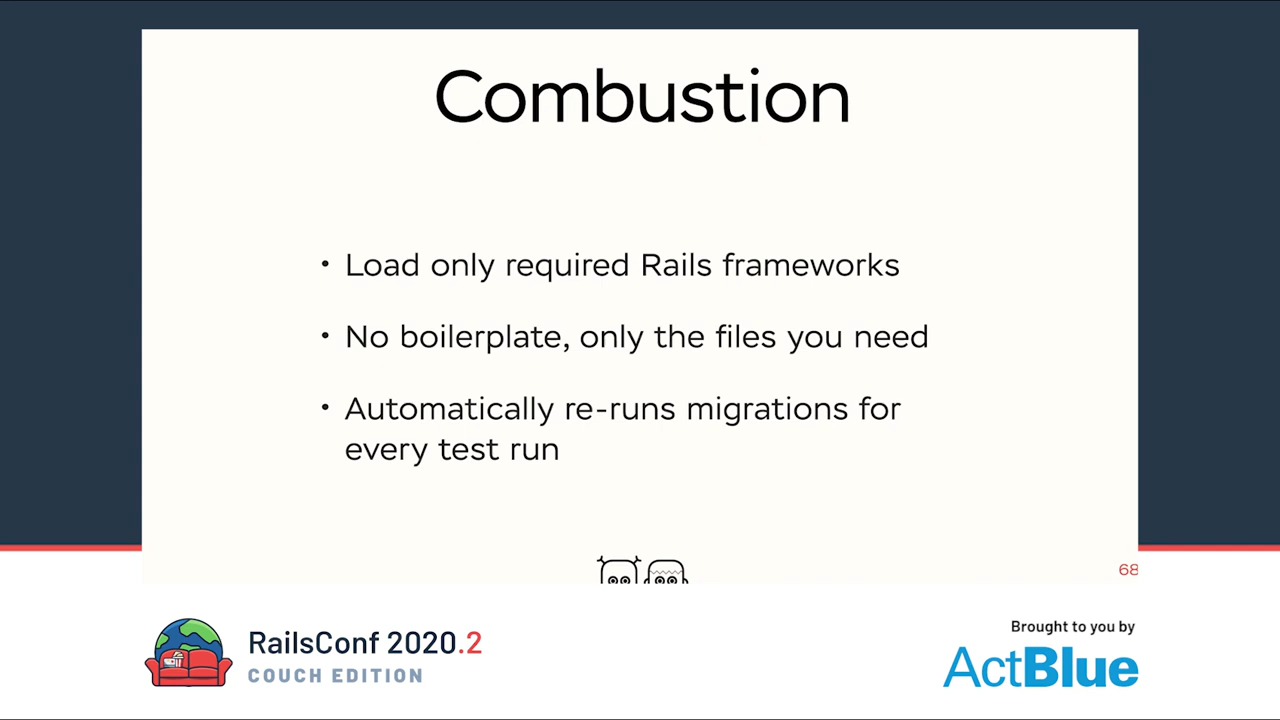 Combustion
• Load only required Rails frameworks
• No boilerplate, only the files you need
• Automatically re-runs migrations for
every test run
68
RailsConf 2020.2
COUCH EDITION
Brought to you by
ActBlue